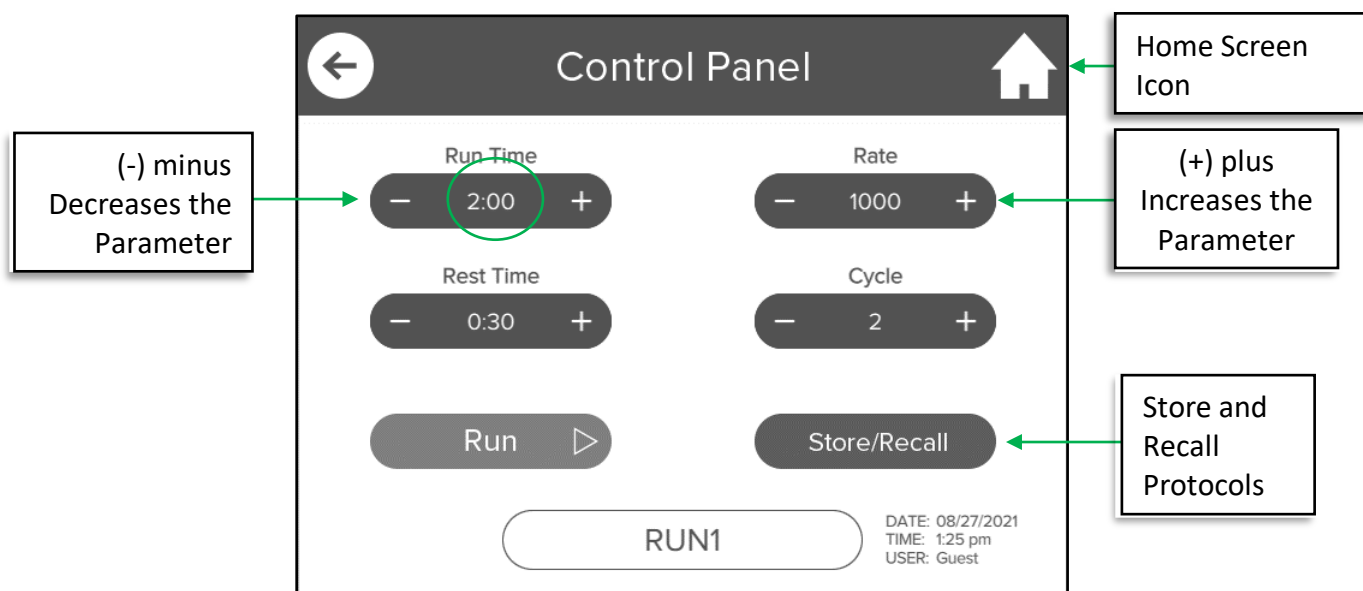 Control Panel
Home Screen
Icon
(-) minus
Decreases the
Parameter
Run Time
- 2:00 +
Rate
- 1000 +
(+) plus
Increases the
Parameter
Rest Time
- 0:30 +
Cycle
- 2 +
Run
Store/Recall
Store and
Recall
Protocols
RUN1
DATE: 08/27/2021
TIME: 1:25 pm
USER: Guest